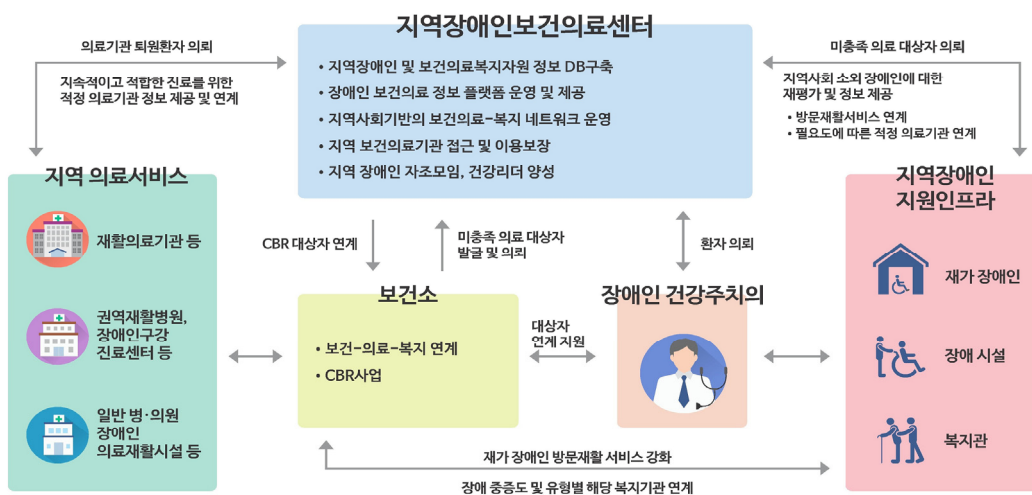 지역장애인보건의료센터
• 지역장애인 및 보건의료복지자원 정보 DB구축
• 장애인 보건의료 정보 플랫폼 운영 및 제공
• 지역사회기반의 보건의료-복지 네트워크 운영
• 지역 보건의료기관 접근 및 이용보장
• 지역 장애인 자조모임, 건강리더 양성
의료기관 퇴원환자 의뢰
지속적이고 적합한 진료를 위한
적정 의료기관 정보 제공 및 연계
미충족 의료 대상자 의뢰
지역사회 소외 장애인에 대한
재평가 및 정보 제공
• 방문재활서비스 연계
• 필요도에 따른 적정 의료기관 연계
지역 의료서비스
재활의료기관 등
권역재활병원,
장애인구강
진료센터 등
일반 병·의원
장애인
의료재활시설 등
CBR 대상자 연계
미충족 의료 대상자
발글 및 의뢰
환자 의뢰
보건소
• 보건-의료-복지 연계
• CBR사업
대상자
연계 지원
장애인 건강주치의
지역장애인
지원인프라
재가 장애인
장애 시설
복지관
재가 장애인 방문재활 서비스 강화
장애 중증도 및 유형별 해당 복지기관 연계